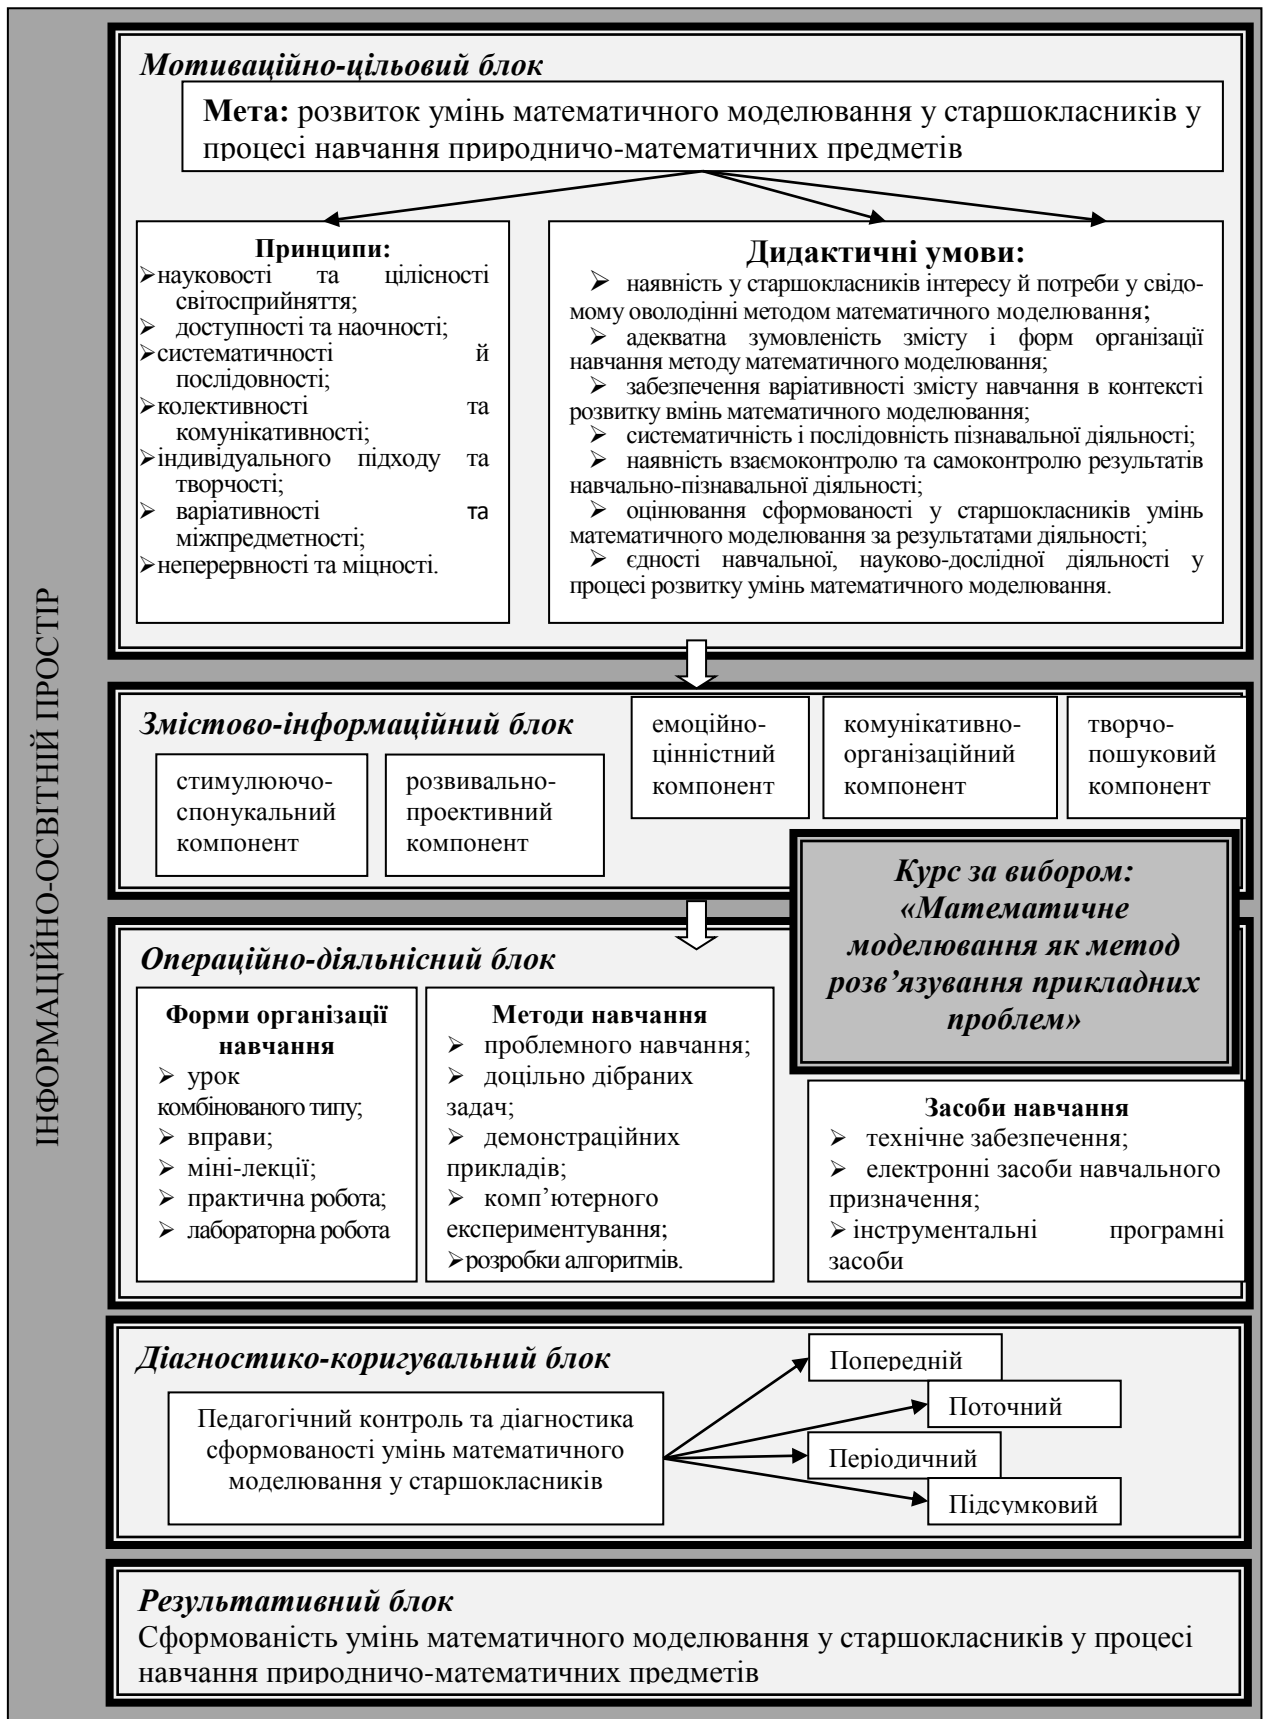 ІНФОРМАЦІЙНО-ОСВІТНІЙ ПРОСТІР
Мотиваційно-цільовий блок
Мета: розвиток умінь математичного моделювання у старшокласників у
процесі навчання природничо-математичних предметів
Принципи:
➢науковості та цілісності
світосприйняття;
➢ доступності та наочності;
➢систематичності й
послідовності;
➢колективності та
комунікативності;
➢індивідуального підходу та
творчості;
➢ варіативності та
міжпредметності;
➢неперервності та міцності.
Дидактичні умови:
➢ наявність у старшокласників інтересу й потреби у свідо-
мому оволодінні методом математичного моделювання;
➢ адекватна зумовленість змісту і форм організації
навчання методу математичного моделювання;
➢ забезпечення варіативності змісту навчання в контексті
розвитку вмінь математичного моделювання;
➢ систематичність і послідовність пізнавальної діяльності;
➢ наявність взаємоконтролю та самоконтролю результатів
навчально-пізнавальної діяльності;
➢ оцінювання сформованості у старшокласників умінь
математичного моделювання за результатами діяльності;
➢ єдності навчальної, науково-дослідної діяльності у
процесі розвитку умінь математичного моделювання.
Змістово-інформаційний блок
стимулюючо-
спонукальний
компонент
розвивально-
проективний
компонент
емоційно-
ціннісний
компонент
комунікативно-
організаційний
компонент
творчо-
пошуковий
компонент
Курс за вибором:
«Математичне
моделювання як метод
розв’язування прикладних
проблем»
Операційно-діяльнісний блок
Форми організації
навчання
➢ урок
комбінованого типу;
➢ вправи;
➢ міні-лекції;
➢ практична робота;
➢ лабораторна робота
Методи навчання
➢ проблемного навчання;
➢ доцільно дібраних
задач;
➢ демонстраційних
прикладів;
➢ комп’ютерного
експериментування;
➢розробки алгоритмів.
Засоби навчання
➢ технічне забезпечення;
➢ електронні засоби навчального
призначення;
➢ інструментальні програмні
засоби
Діагностико-коригувальний блок
Педагогічний контроль та діагностика
сформованості умінь математичного
моделювання у старшокласників
Попередній
Поточний
Періодичний
Підсумковий
Результативний блок
Сформованість умінь математичного моделювання у старшокласників у процесі
навчання природничо-математичних предметів